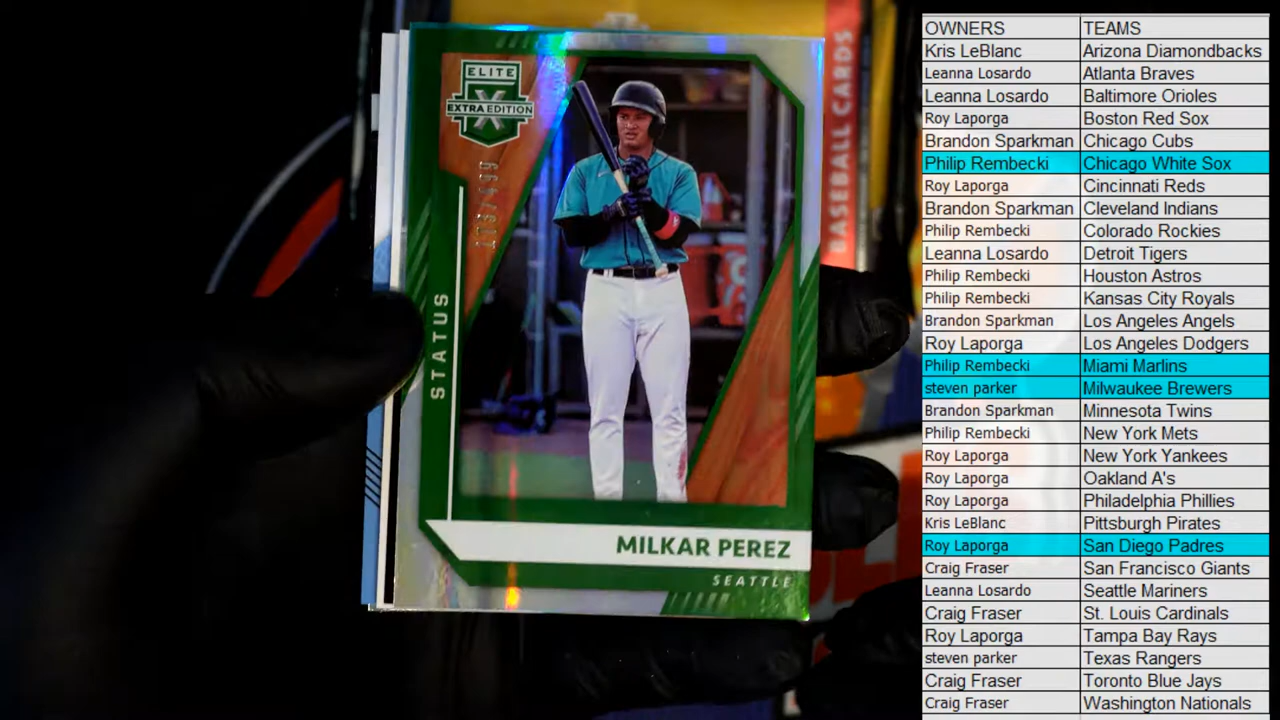 ELITE
EXTRA EDITION
STATUS
MILKAR PEREZ
SEATTLE
BASEBALL CARDS
OWNERS TEAMS
Kris LeBlanc Arizona Diamondbacks
Leanna Losardo Atlanta Braves
Leanna Losardo Baltimore Orioles
Roy Laporga Boston Red Sox
Brandon Sparkman Chicago Cubs
Philip Rembecki Chicago White Sox
Roy Laporga Cincinnati Reds
Brandon Sparkman Cleveland Indians
Philip Rembecki Colorado Rockies
Leanna Losardo Detroit Tigers
Philip Rembecki Houston Astros
Philip Rembecki Kansas City Royals
Brandon Sparkman Los Angeles Angels
Roy Laporga Los Angeles Dodgers
Philip Rembecki Miami Marlins
steven parker Milwaukee Brewers
Brandon Sparkman Minnesota Twins
Philip Rembecki New York Mets
Roy Laporga New York Yankees
Roy Laporga Oakland A's
Roy Laporga Philadelphia Phillies
Kris LeBlanc Pittsburgh Pirates
Roy Laporga San Diego Padres
Craig Fraser San Francisco Giants
Leanna Losardo Seattle Mariners
Craig Fraser St. Louis Cardinals
Roy Laporga Tampa Bay Rays
steven parker Texas Rangers
Craig Fraser Toronto Blue Jays
Craig Fraser Washington Nationals